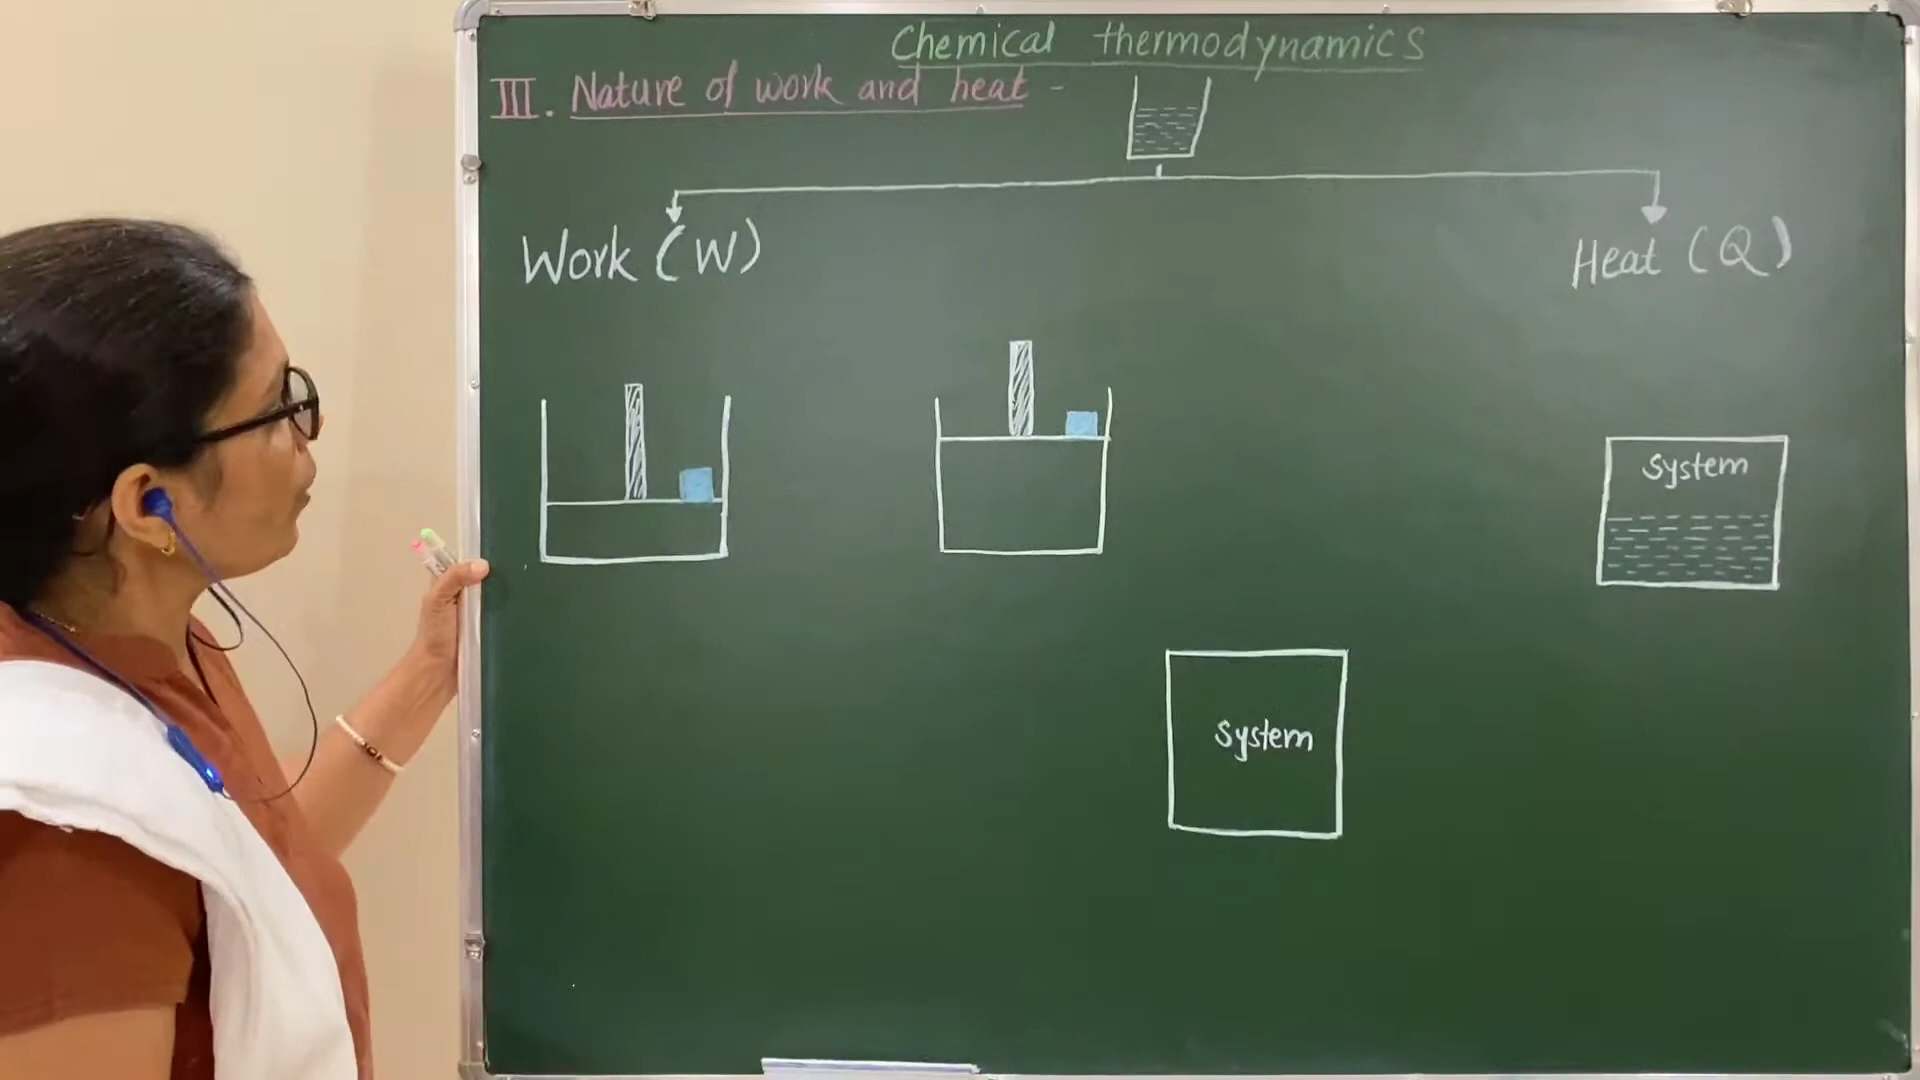 Chemical thermodynamics
III. Nature of work and heat -
Work (W)
Heat (Q)
System
System